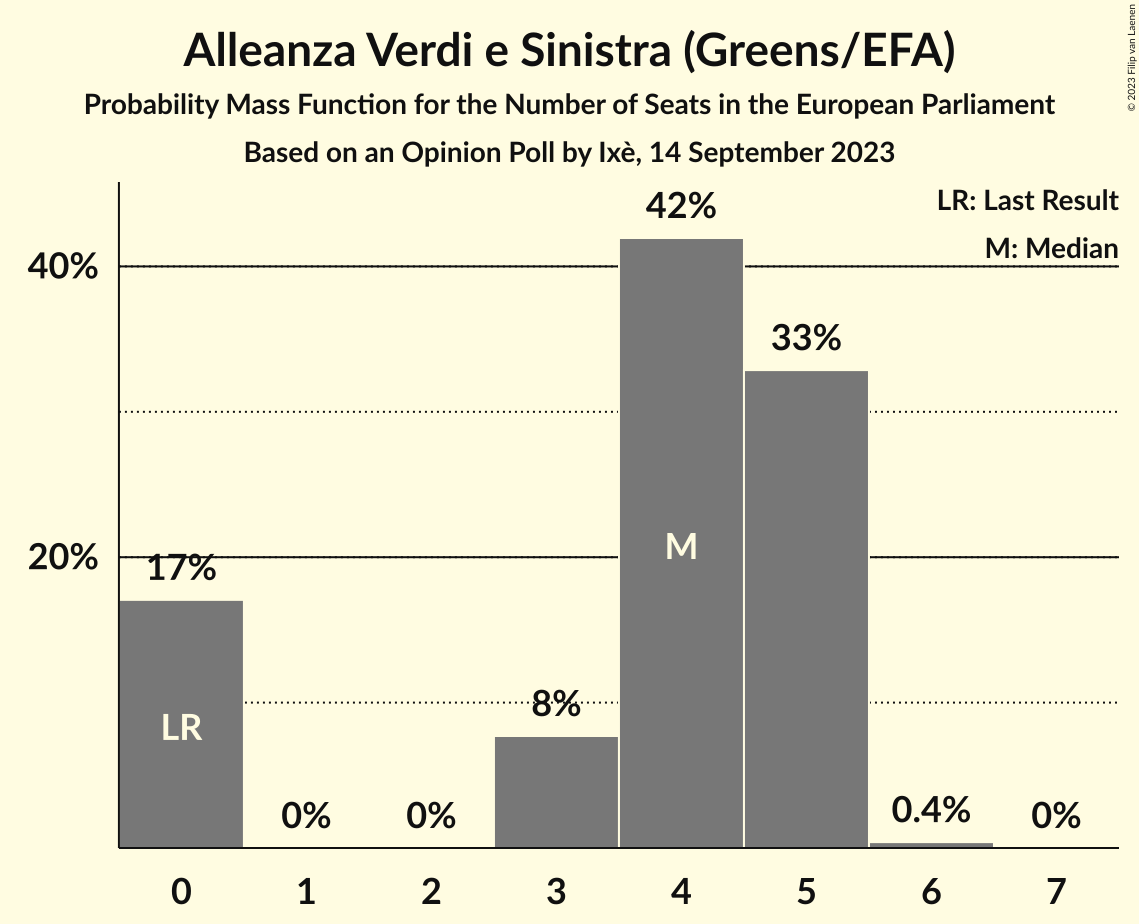 Alleanza Verdi e Sinistra (Greens/EFA)
Probability Mass Function for the Number of Seats in the European Parliament
Based on an Opinion Poll by Ixè, 14 September 2023
© 2023 Filip van Laenen
LR: Last Result
M: Median
42%
40%
33%
20%
17%
M
8%
LR
0%
0%
0.4%
0%
0 1 2 3 4 5 6 7